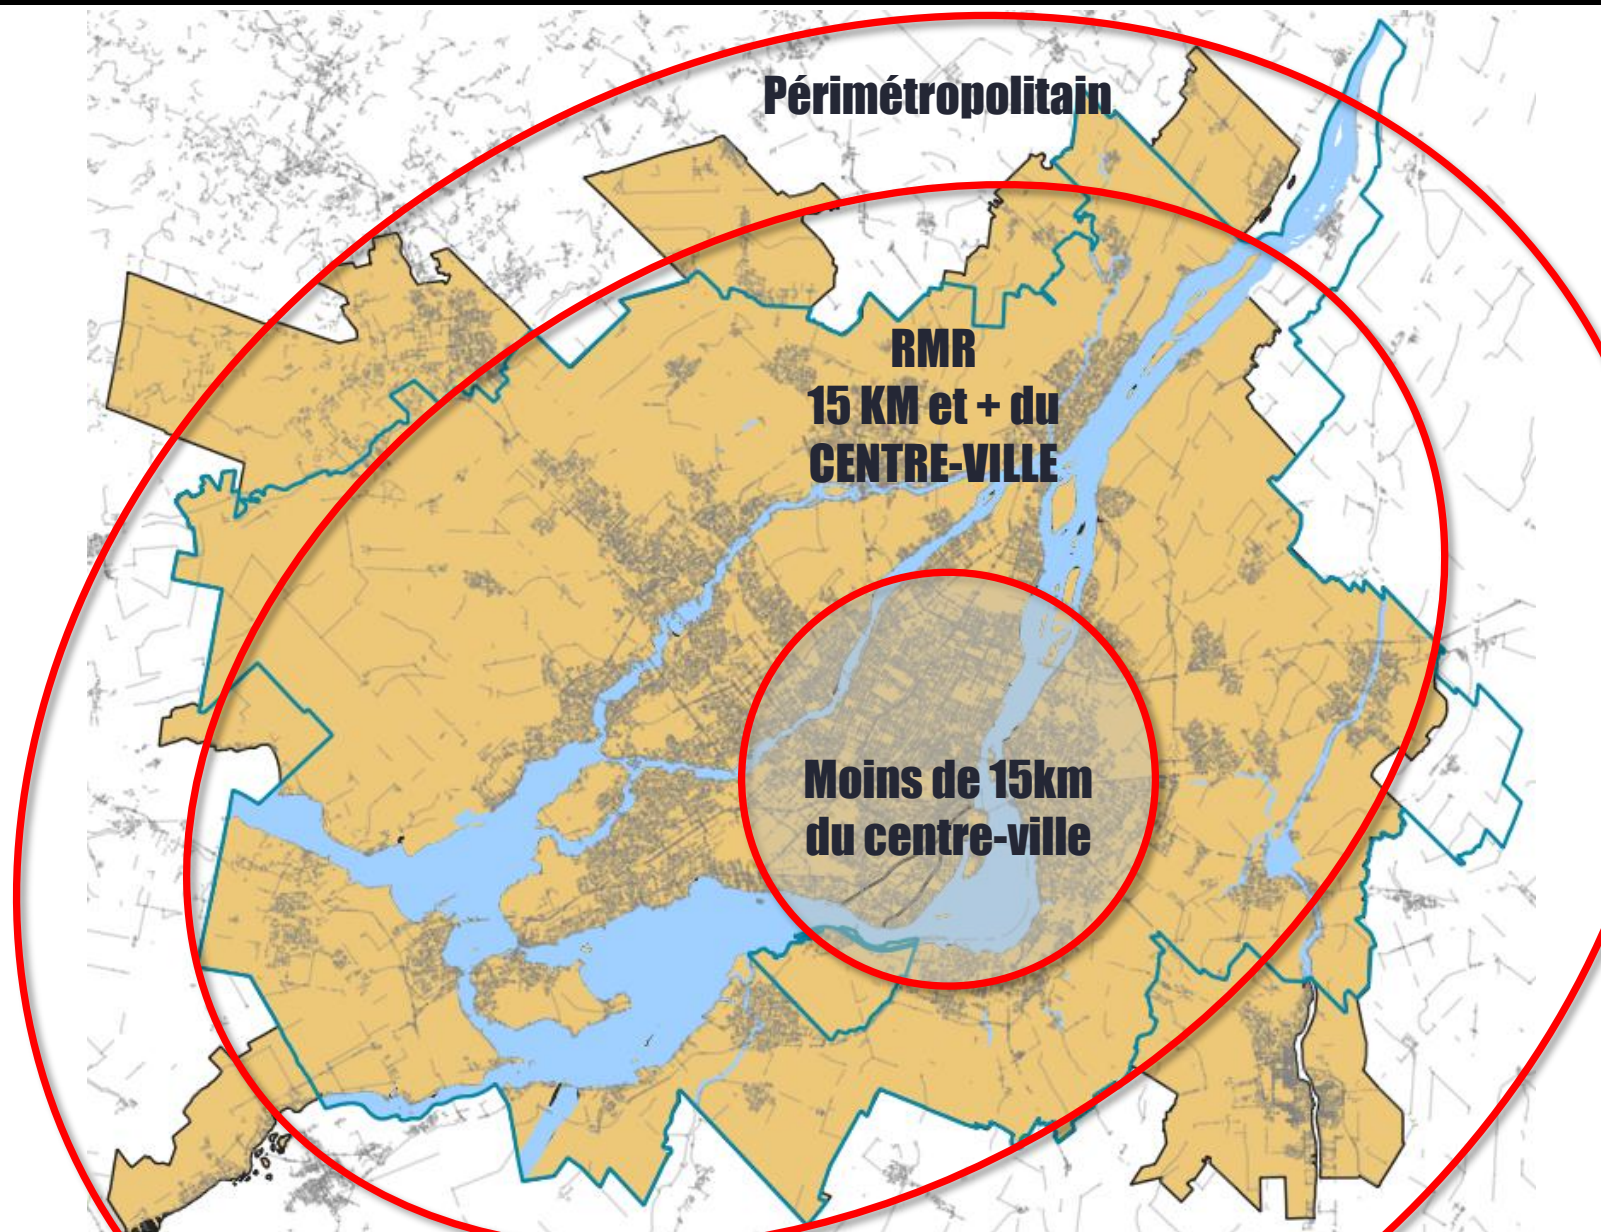 Périmétropolitain
RMR
15 KM et + du
CENTRE-VILLE
Moins de 15km
du centre-ville